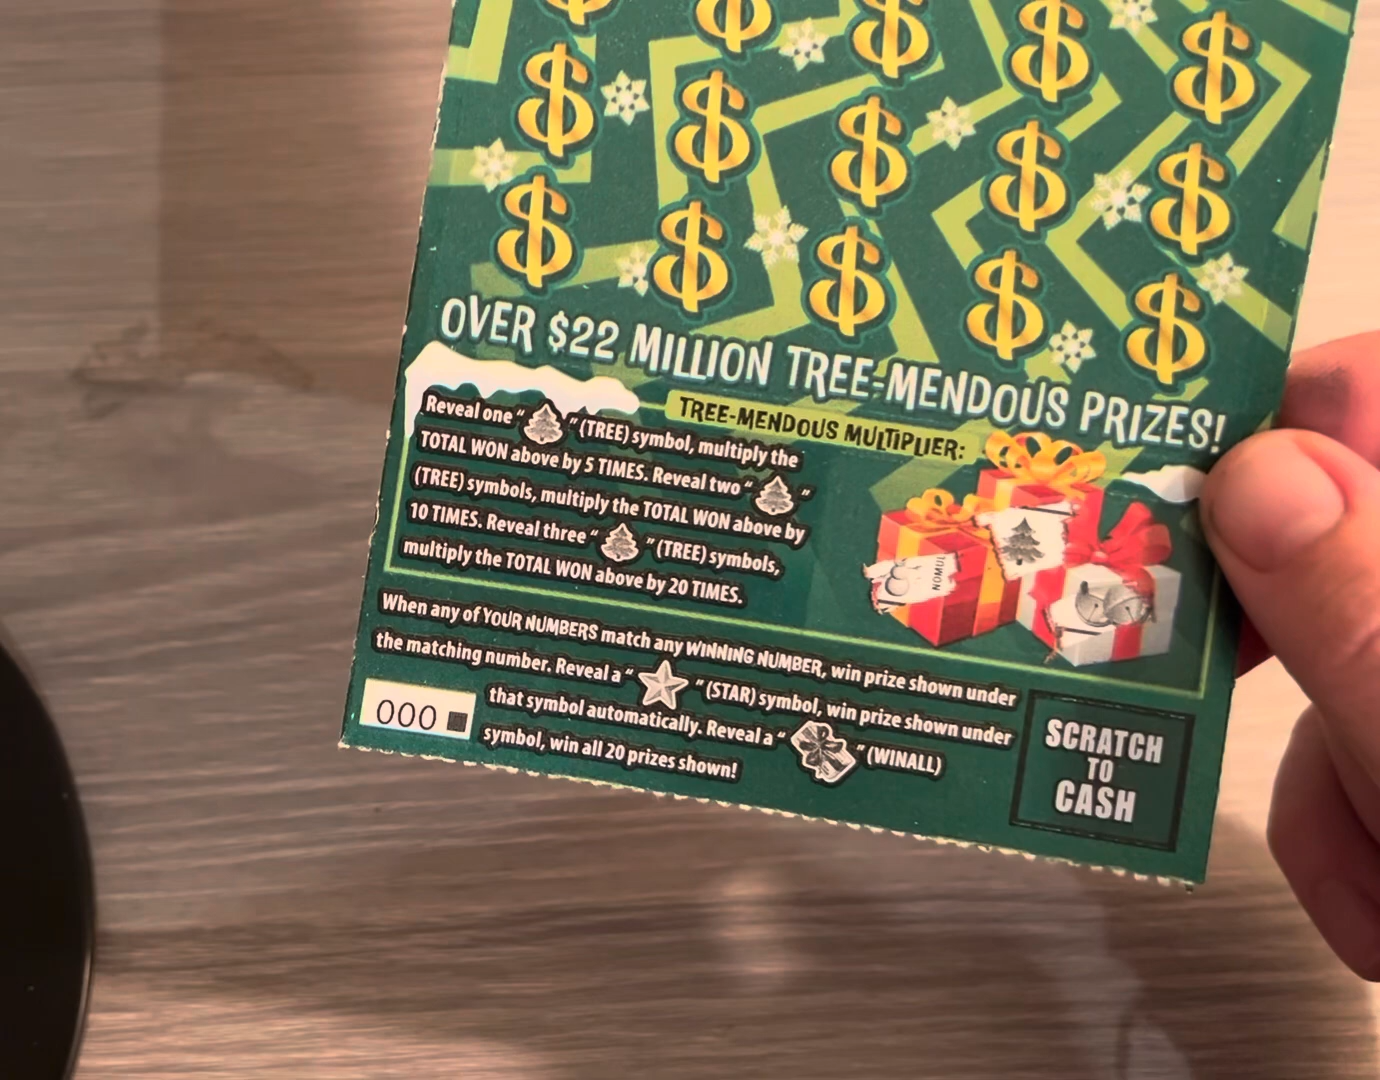 OVER $22 MILLION TREE-MENDOUS PRIZES!
TREE-MENDOUS MULTIPLIER:
Reveal one " " (TREE) symbol, multiply the
TOTAL WON above by 5 TIMES. Reveal two " "
(TREE) symbols, multiply the TOTAL WON above by
10 TIMES. Reveal three " " (TREE) symbols,
multiply the TOTAL WON above by 20 TIMES.
NOMUL
When any of YOUR NUMBERS match any WINNING NUMBER, win prize shown under
the matching number. Reveal a " " (STAR) symbol, win prize shown under
that symbol automatically. Reveal a " " (WINALL)
symbol, win all 20 prizes shown!
000
SCRATCH
TO
CASH